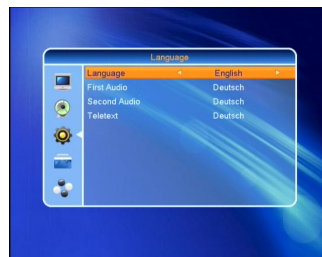 Language
Language English
First Audio Deutsch
Second Audio Deutsch
Teletext Deutsch